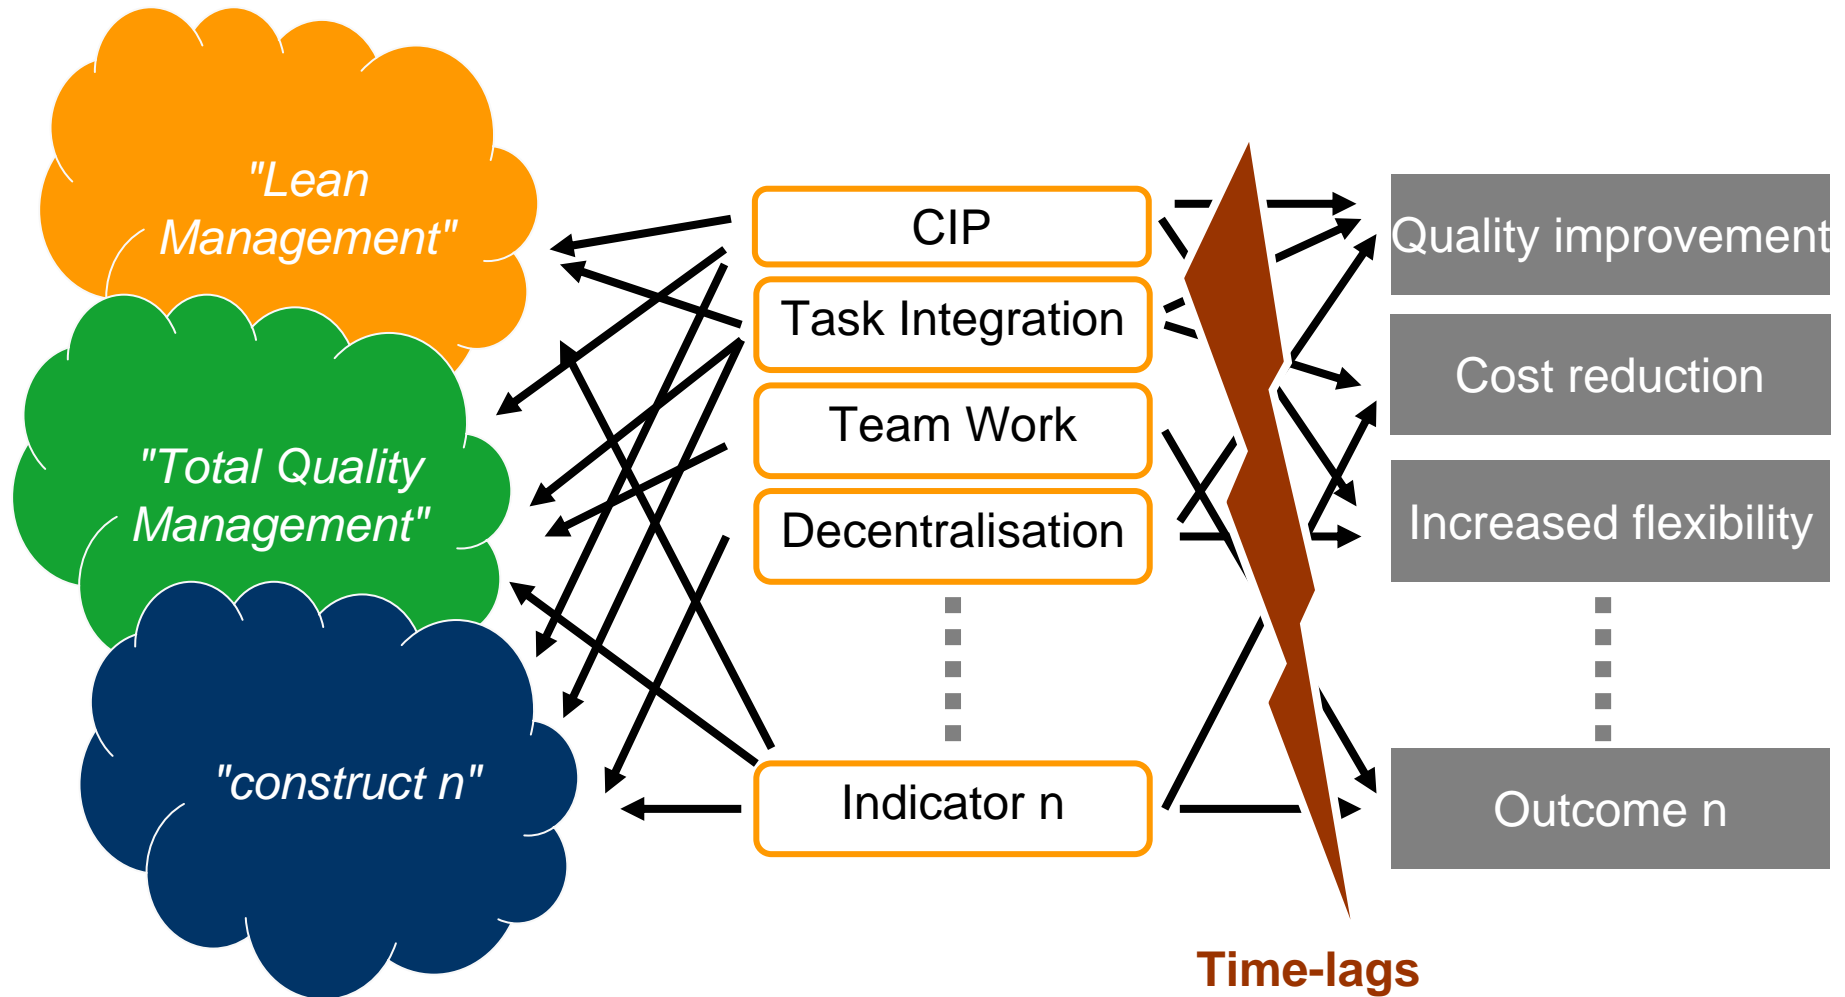 "Lean
Management"
"Total Quality
Management"
"construct n"
CIP
Task Integration
Team Work
Decentralisation
Indicator n
Time-lags
Quality improvement
Cost reduction
Increased flexibility
Outcome n